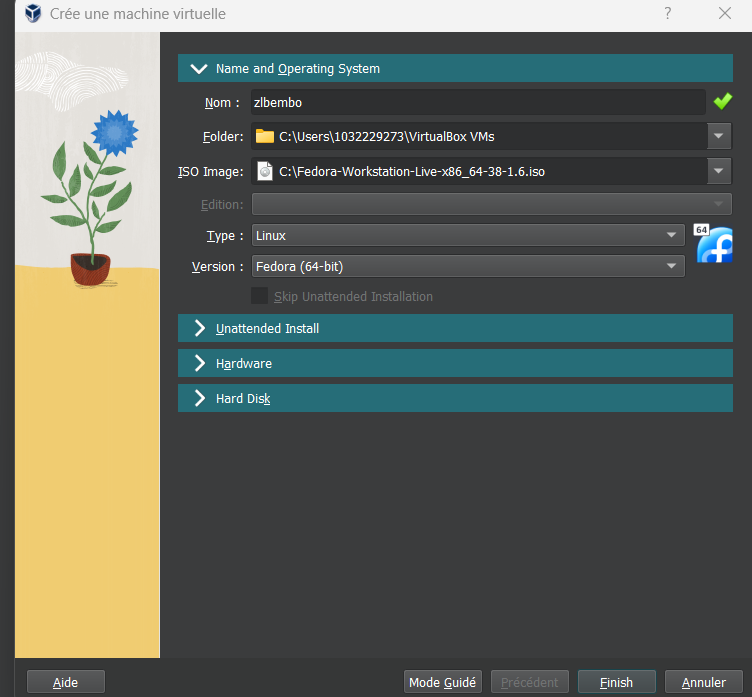 Crée une machine virtuelle
?
Name and Operating System
Nom : zlbembo
Folder: C:\Users\1032229273\VirtualBox VMs
ISO Image: C:\Fedora-Workstation-Live-x86_64-38-1.6.iso
Edition:
Type : Linux
64
Version : Fedora (64-bit)
Skip Unattended Installation
Unattended Install
Hardware
Hard Disk
Aide Mode Guidé Précédent Finish Annuler